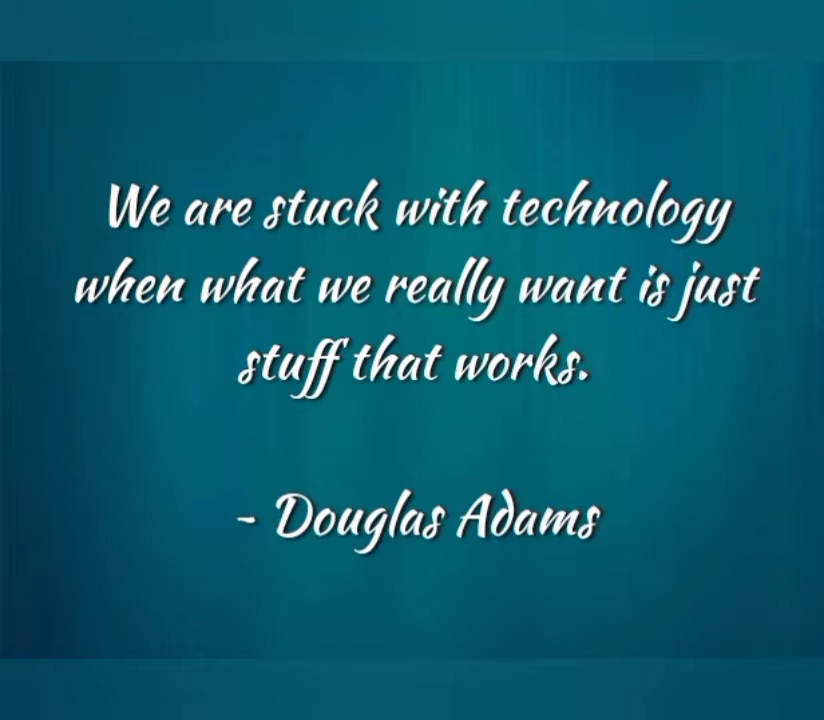 We are stuck with technology
when what we really want is just
stuff that works.
- Douglas Adams